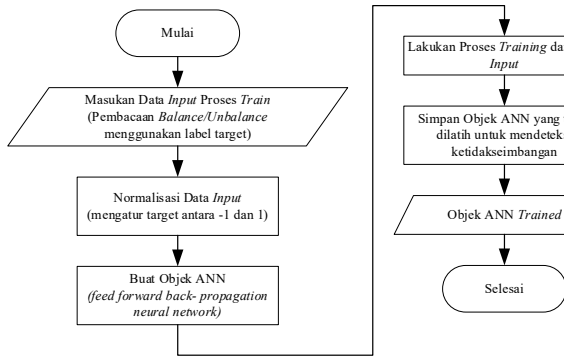 Mulai
Masukan Data Input Proses Train
(Pembacaan Balance/Unbalance
menggunakan label target)
Normalisasi Data Input
(mengatur target antara -1 dan 1)
Buat Objek ANN
(feed forward back- propagation
neural network)
Lakukan Proses Training
Input
Simpan Objek ANN yang
dilatih untuk
ketidakseimbangan
Objek ANN Trained
Selesai